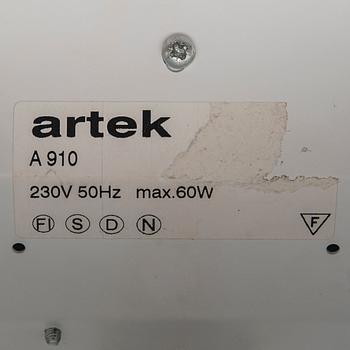 artek
A 910
230V 50Hz max.60W
FI S D N F